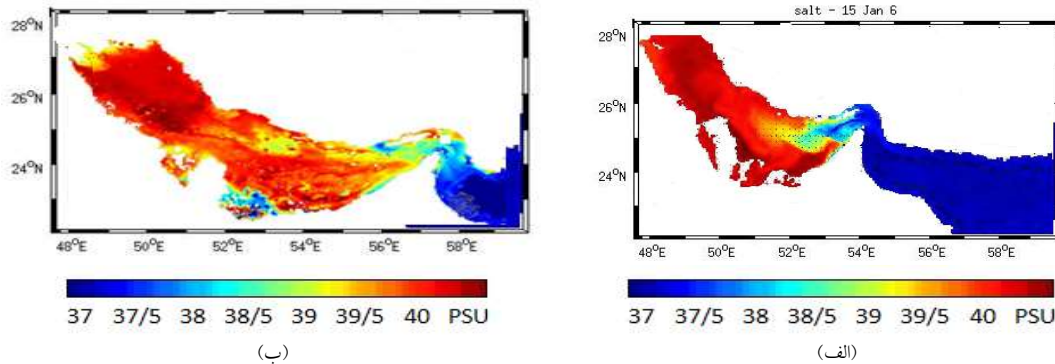 salt - 15 Jan 6
28°N
26°N
24°N
48°E 50°E 52°E 54°E 56°E 58°E
37 37/5 38 38/5 39 39/5 40 PSU
(الف)
28°N
26°N
24°N
48°E 50°E 52°E 54°E 56°E 58°E
37 37/5 38 38/5 39 39/5 40 PSU
(ب)